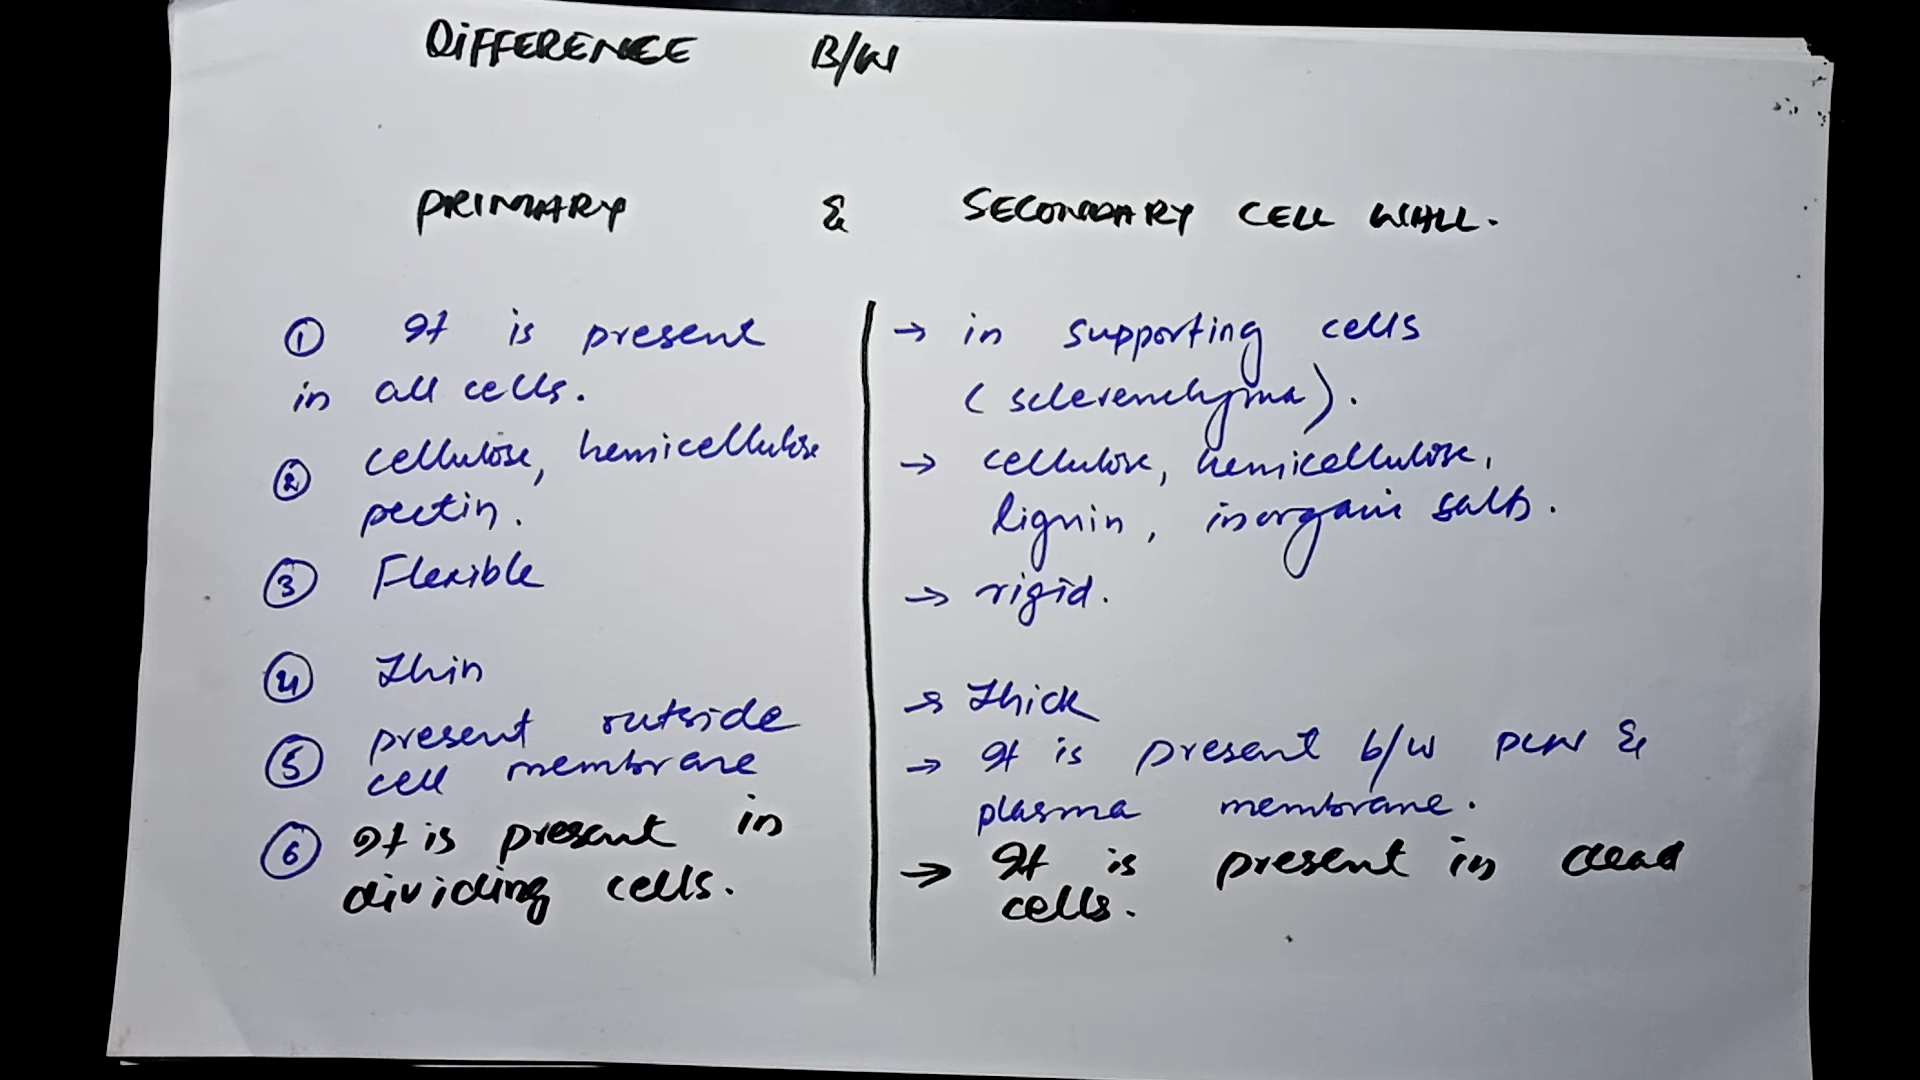 DIFFERENCE B/W
PRIMARY & SECONDARY CELL WALL.
① It is present
in all cells.
② cellulose, hemicellulose
pectin.
③ Flexible
④ Thin
⑤ present outside
cell membrane
⑥ It is present in
dividing cells.
→ in supporting cells
(sclerenchyma).
→ cellulose, hemicellulose,
lignin, inorganic salts.
→ rigid.
→ Thick
→ It is present b/w pcw &
plasma membrane.
→ It is present in dead
cells.